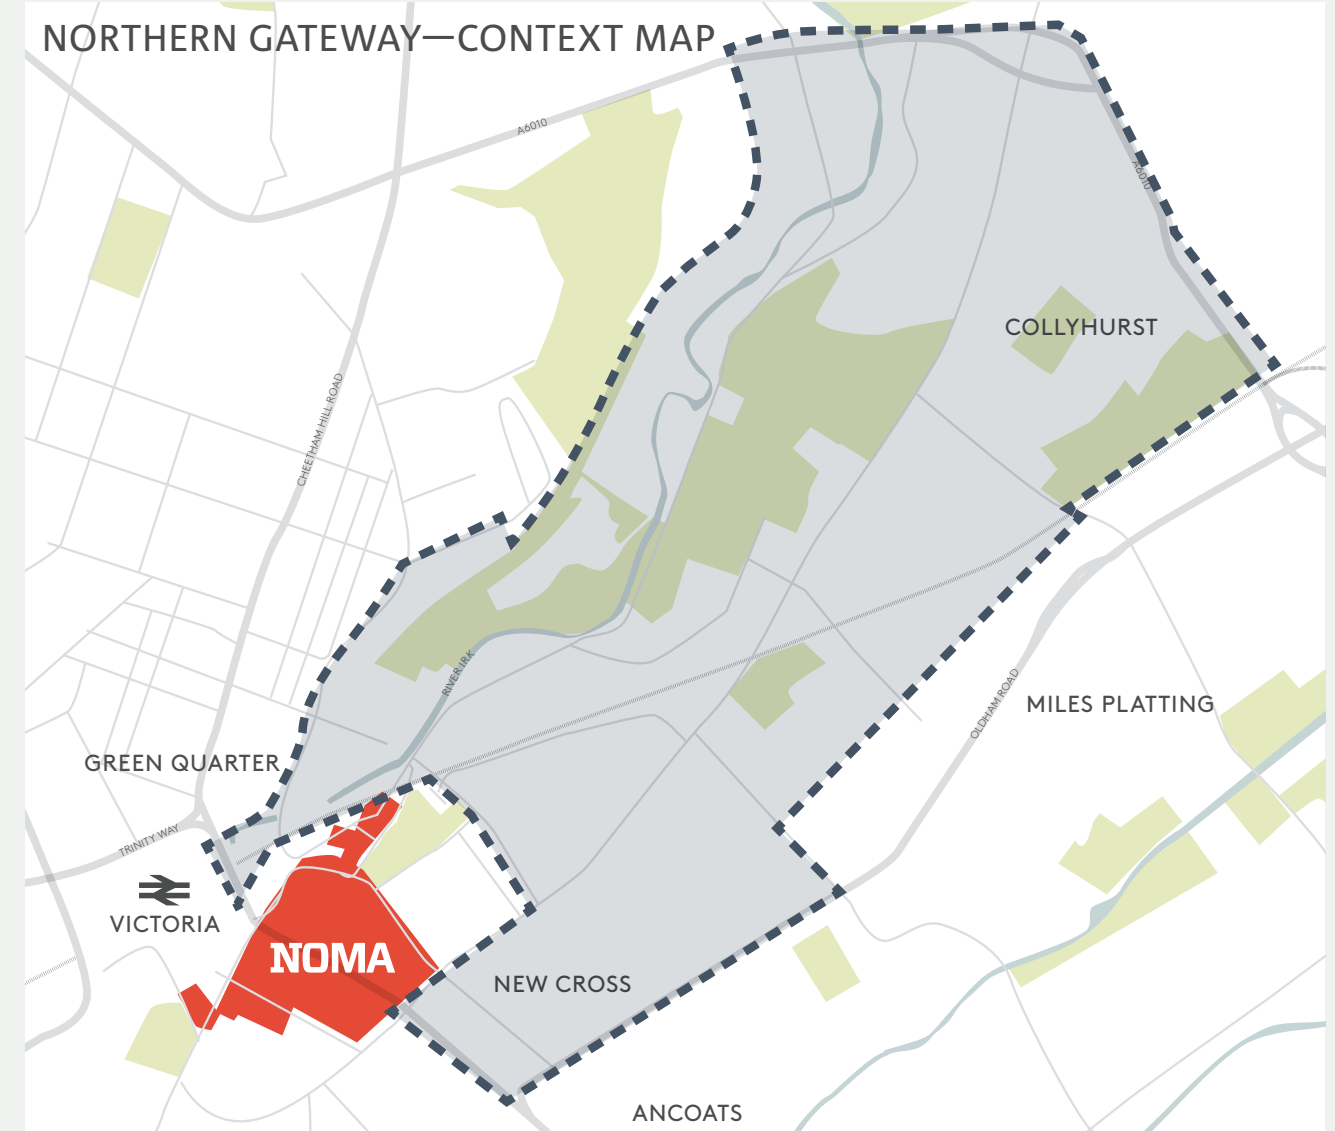 NORTHERN GATEWAY—CONTEXT MAP
A6010
A6010
COLLYHURST
CHEETHAM HILL ROAD
RIVER IRK
OLDHAM ROAD
MILES PLATTING
GREEN QUARTER
TRINITY WAY
VICTORIA
NOMA
NEW CROSS
ANCOATS